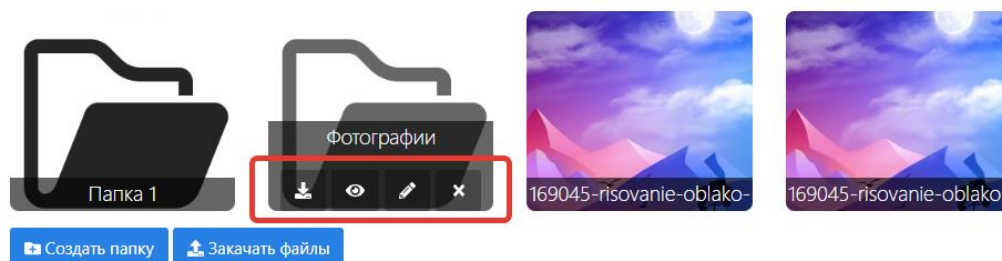 Фотографии
Папка 1
169045-risovanie-oblako-
169045-risovanie-oblako
Создать папку
Закачать файлы